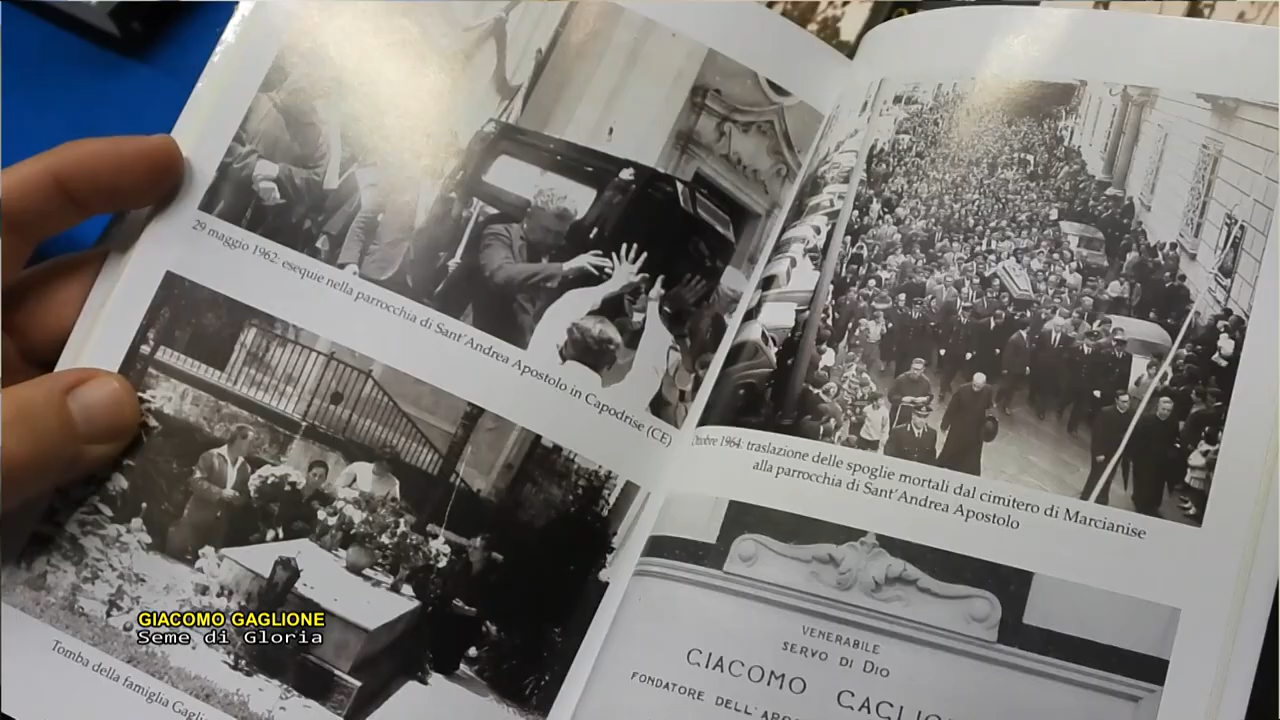 29 maggio 1962: esequie nella parrocchia di Sant'Andrea Apostolo in Capodrise (CE)
Ottobre 1964: traslazione delle spoglie mortali dal cimitero di Marcianise
alla parrocchia di Sant'Andrea Apostolo
GIACOMO GAGLIONE
Seme di Gloria
Tomba della famiglia
VENERABILE
SERVO DI DIO
GIACOMO
FONDATORE